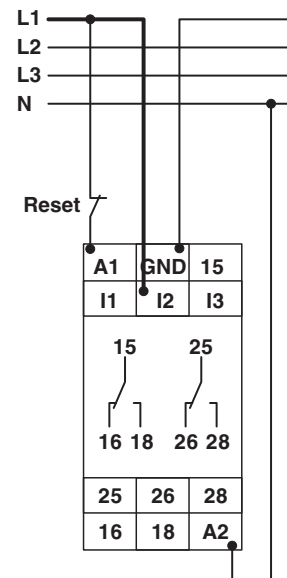 L1
L2
L3
N
Reset
A1 GND 15
I1 I2 I3
15 25
16 18 26 28
25 26 28
16 18 A2